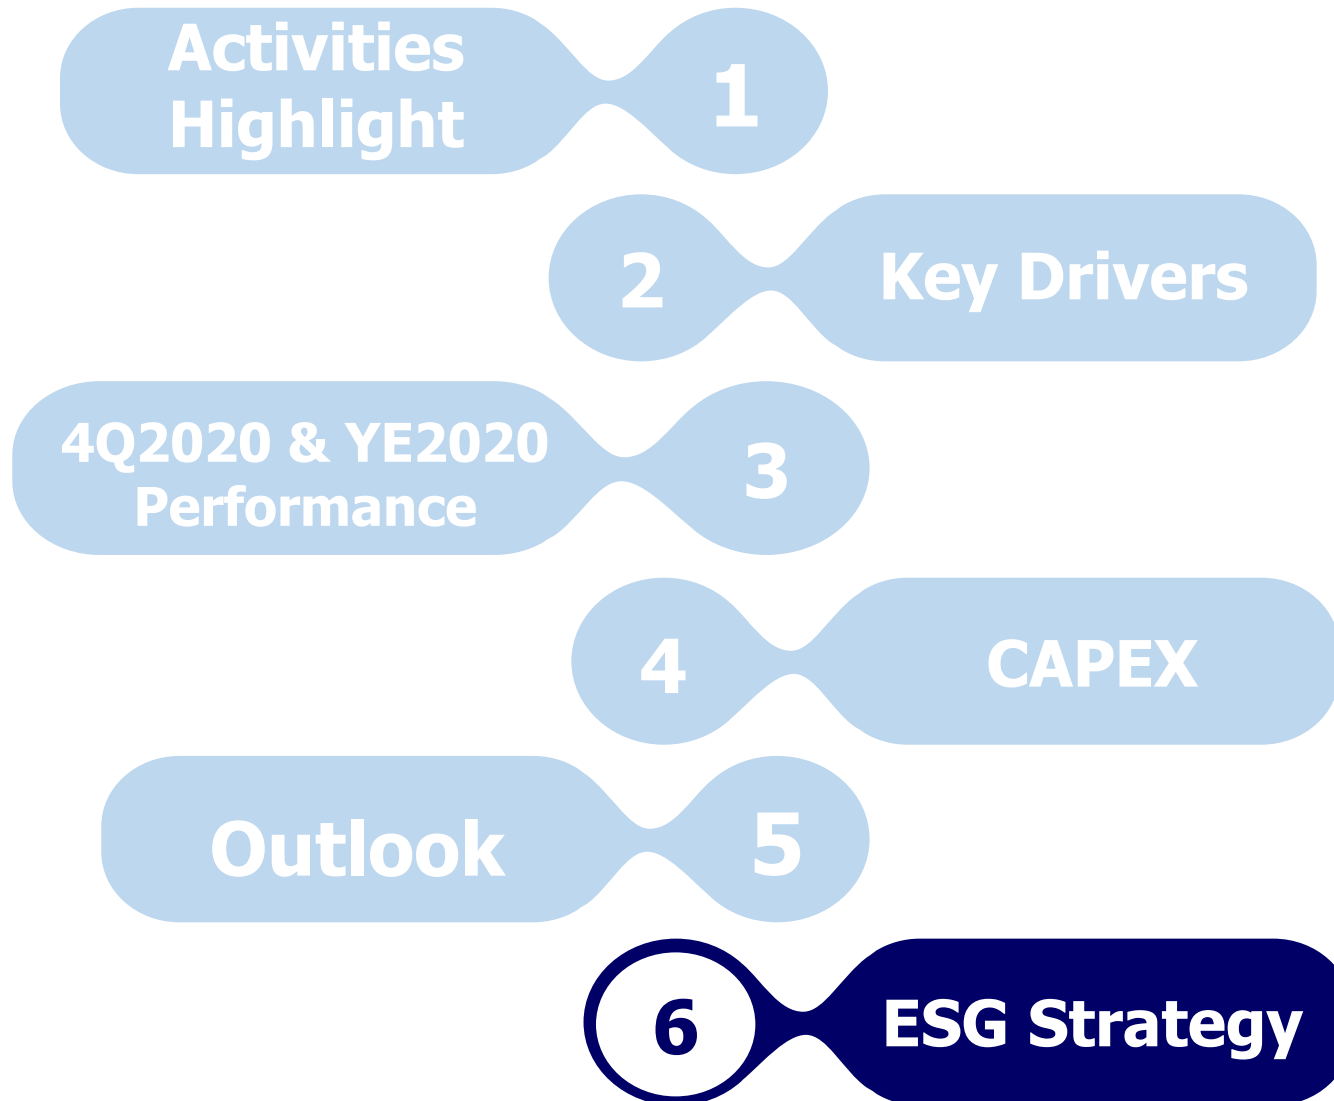 Activities
Highlight
1
2
Key Drivers
4Q2020 & YE2020
Performance
3
4
CAPEX
Outlook
5
6
ESG Strategy